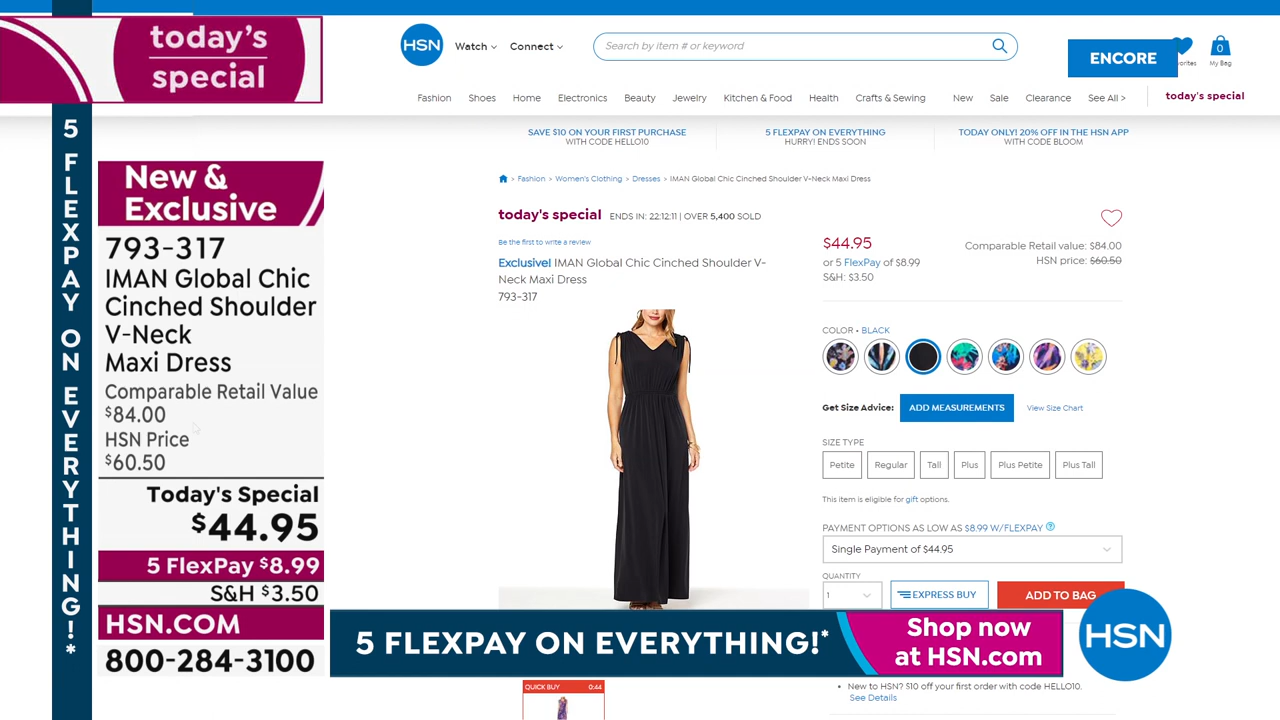 today's
special
5 FLEXPAY ON EVERYTHING!*
New &
Exclusive
793-317
IMAN Global Chic
Cinched Shoulder
V-Neck
Maxi Dress
Comparable Retail Value
$84.00
HSN Price
$60.50
Today's Special
$44.95
5 FlexPay $8.99
S&H $3.50
HSN.COM
800-284-3100
HSN
Watch
Connect
Search by item # or keyword
ENCORE
orites
0
My Bag
Fashion Shoes Home Electronics Beauty Jewelry Kitchen & Food Health Crafts & Sewing New Sale Clearance See All > today's special
SAVE $10 ON YOUR FIRST PURCHASE
WITH CODE HELLO10
5 FLEXPAY ON EVERYTHING
HURRY! ENDS SOON
TODAY ONLY! 20% OFF IN THE HSN APP
WITH CODE BLOOM
> Fashion > Women's Clothing > Dresses > IMAN Global Chic Cinched Shoulder V-Neck Maxi Dress
today's special ENDS IN: 22:12:11 | OVER 5,400 SOLD
Be the first to write a review
Exclusive! IMAN Global Chic Cinched Shoulder V-
Neck Maxi Dress
793-317
$44.95
or 5 FlexPay of $8.99
S&H: $3.50
Comparable Retail value: $84.00
HSN price: $60.50
COLOR • BLACK
Get Size Advice: ADD MEASUREMENTS View Size Chart
SIZE TYPE
Petite Regular Tall Plus Plus Petite Plus Tall
This item is eligible for gift options.
PAYMENT OPTIONS AS LOW AS $8.99 W/FLEXPAY ?
Single Payment of $44.95
QUANTITY
1 EXPRESS BUY ADD TO BAG
5 FLEXPAY ON EVERYTHING!*
Shop now
at HSN.com
HSN
QUICK BUY 0:44
• New to HSN? $10 off your first order with code HELLO10.
See Details